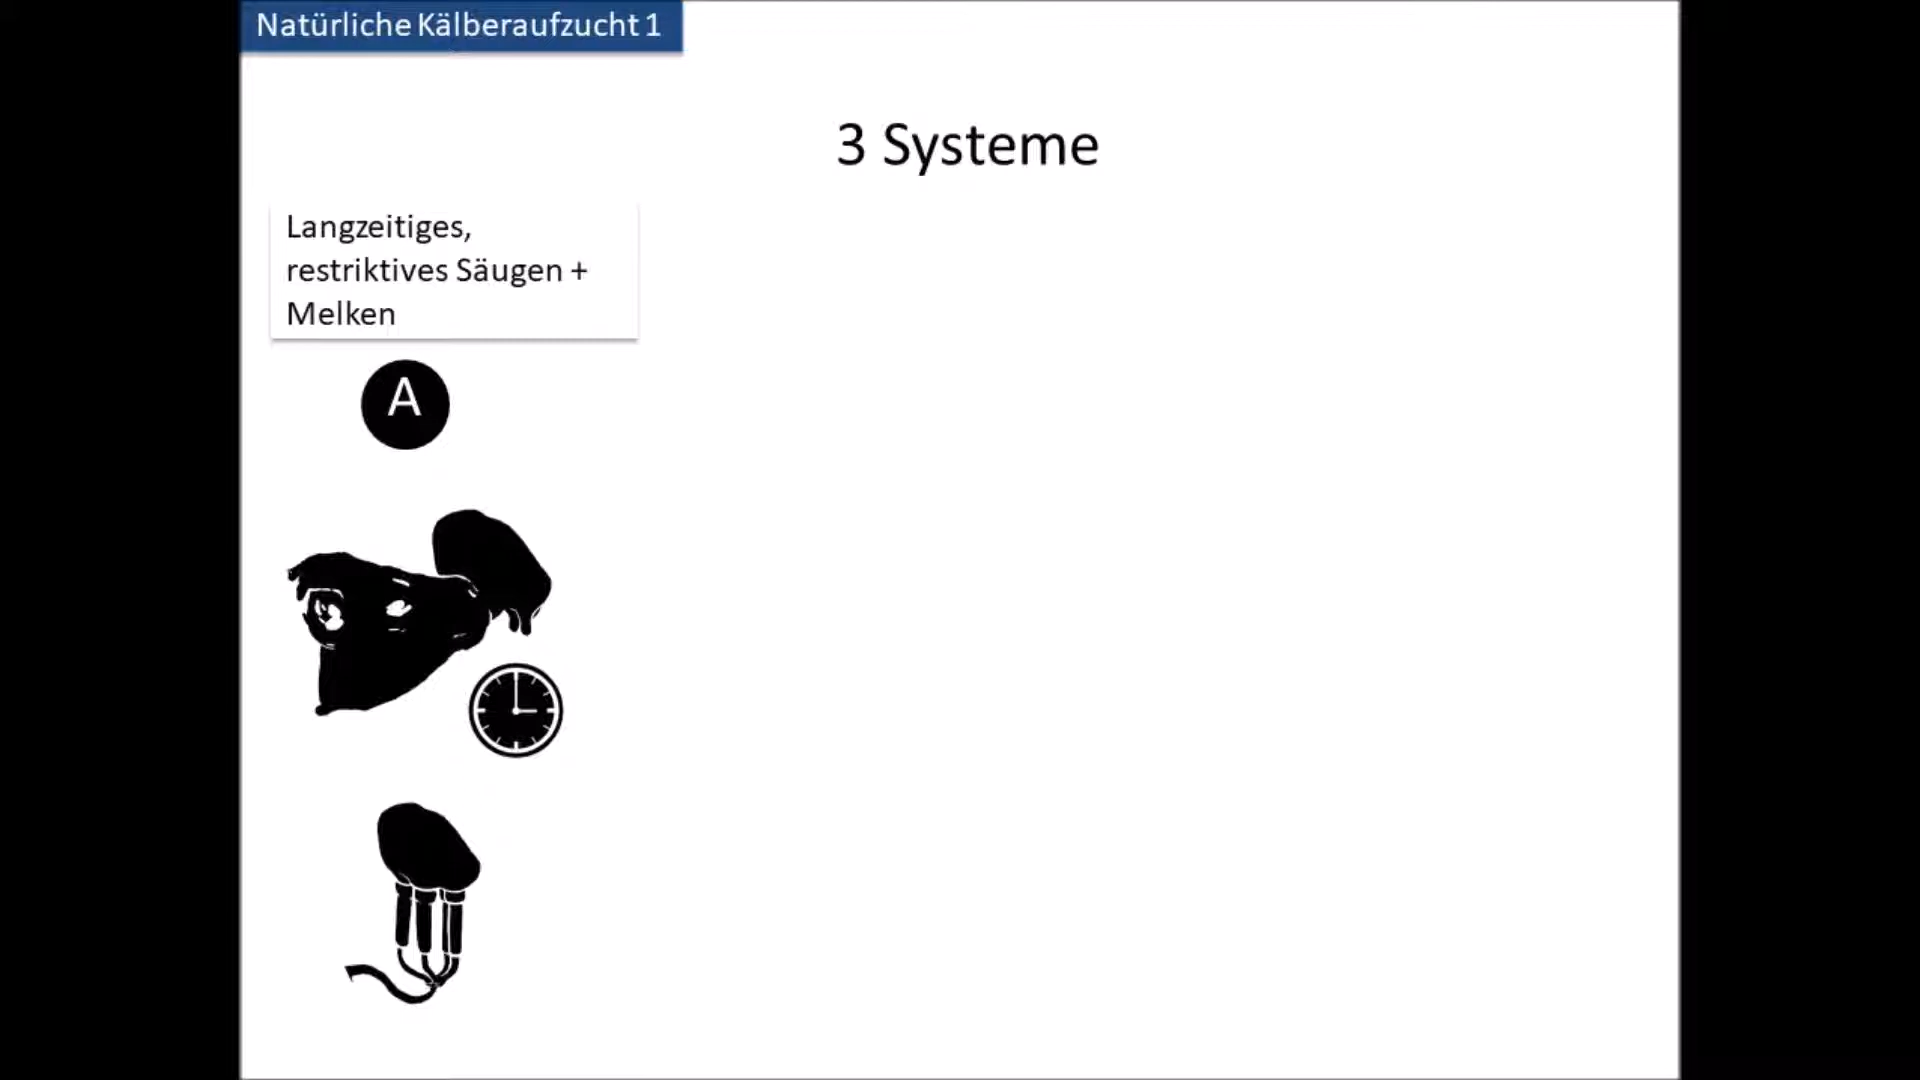 Natürliche Kälberaufzucht 1
3 Systeme
Langzeitiges,
restriktives Säugen +
Melken
A